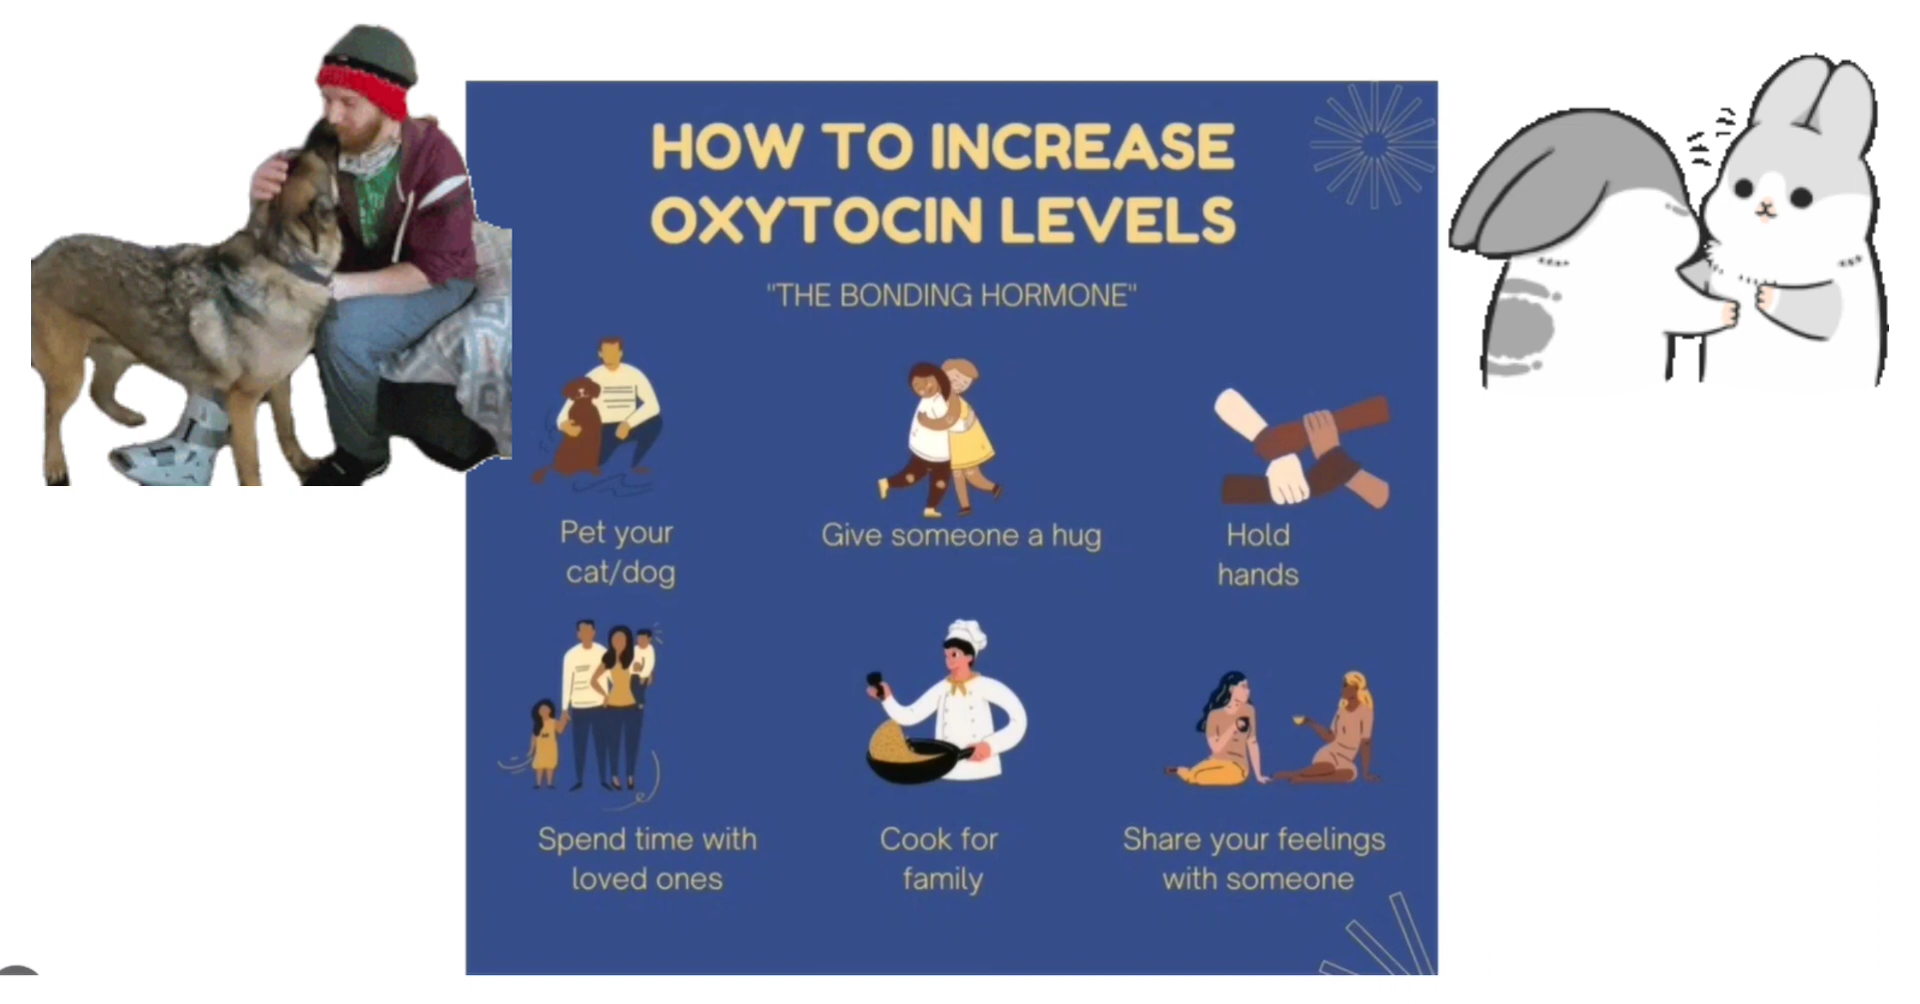 HOW TO INCREASE
OXYTOCIN LEVELS
"THE BONDING HORMONE"
Pet your
cat/dog
Give someone a hug
Hold
hands
Spend time with
loved ones
Cook for
family
Share your feelings
with someone